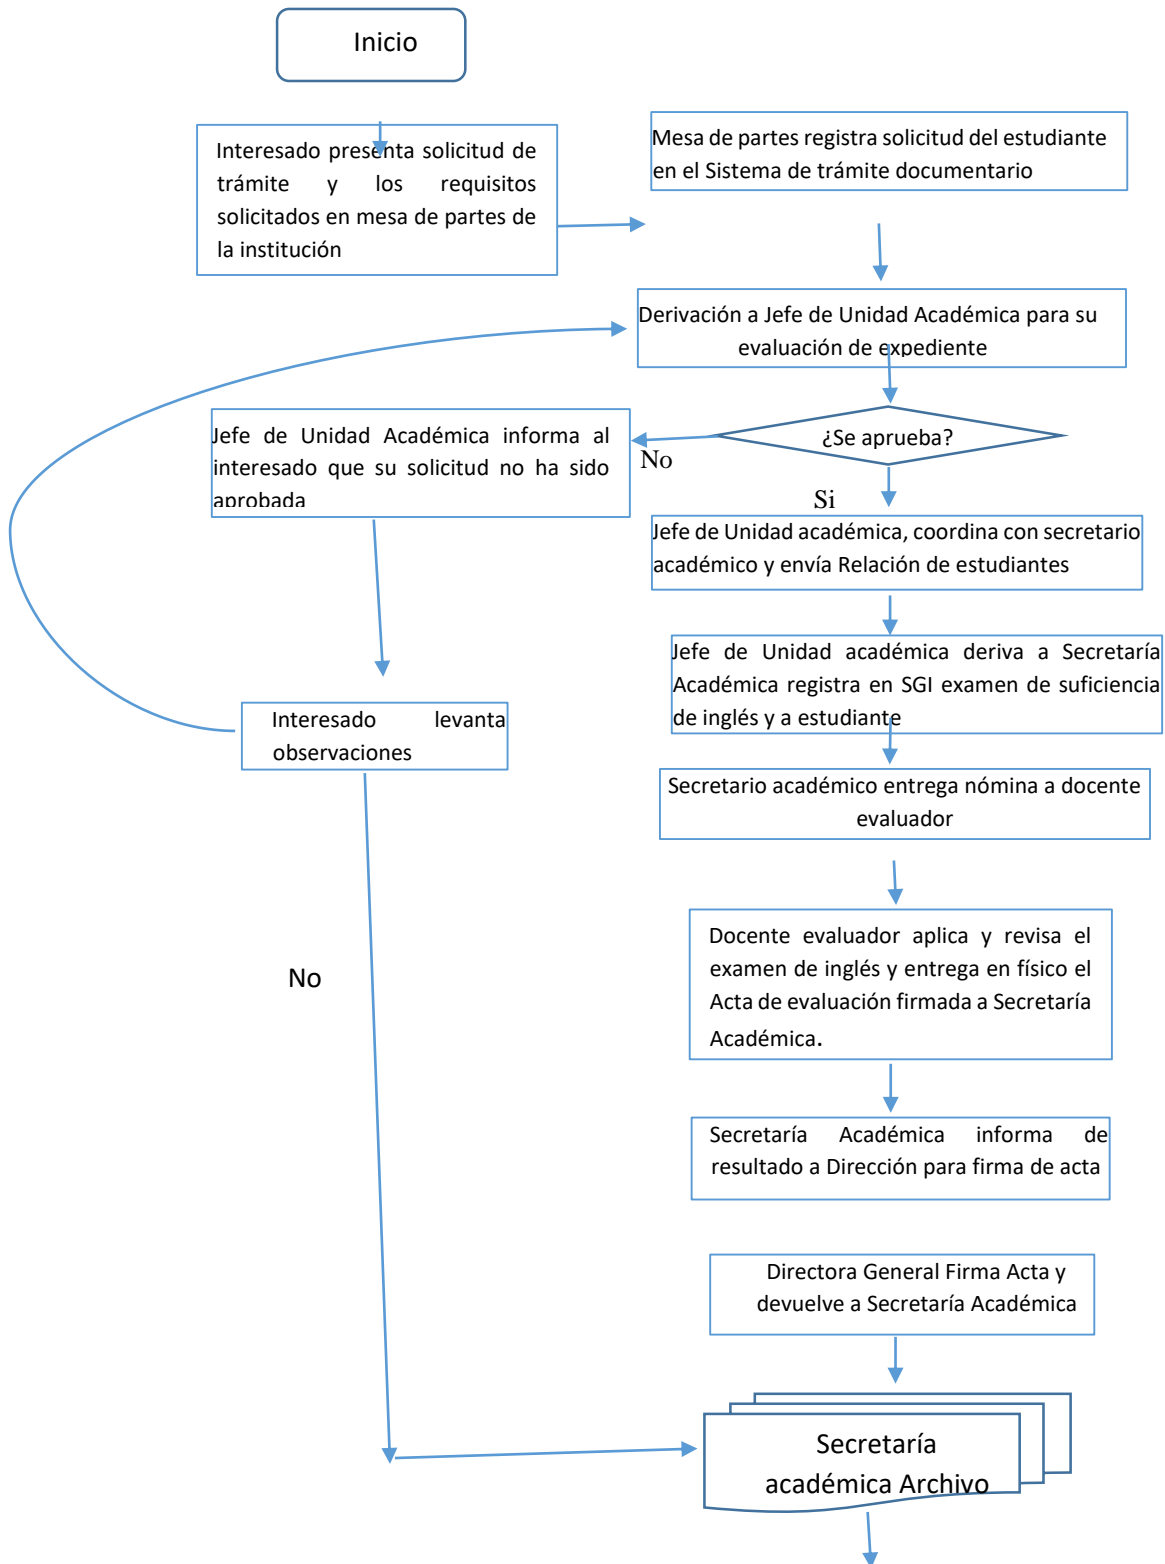 Inicio
Interesado presenta solicitud de
trámite y los requisitos
solicitados en mesa de partes de
la institución
Mesa de partes registra solicitud del estudiante
en el Sistema de trámite documentario
Derivación a Jefe de Unidad Académica para su
evaluación de expediente
¿Se aprueba?
No
Si
Jefe de Unidad Académica informa al
interesado que su solicitud no ha sido
aprobada
Jefe de Unidad académica, coordina con secretario
académico y envía Relación de estudiantes
Jefe de Unidad académica deriva a Secretaría
Académica registra en SGI examen de suficiencia
de inglés y a estudiante
Interesado levanta
observaciones
Secretario académico entrega nómina a docente
evaluador
Docente evaluador aplica y revisa el
examen de inglés y entrega en físico el
Acta de evaluación firmada a Secretaría
Académica.
No
Secretaría Académica informa de
resultado a Dirección para firma de acta
Directora General Firma Acta y
devuelve a Secretaría Académica
Secretaría
académica Archivo